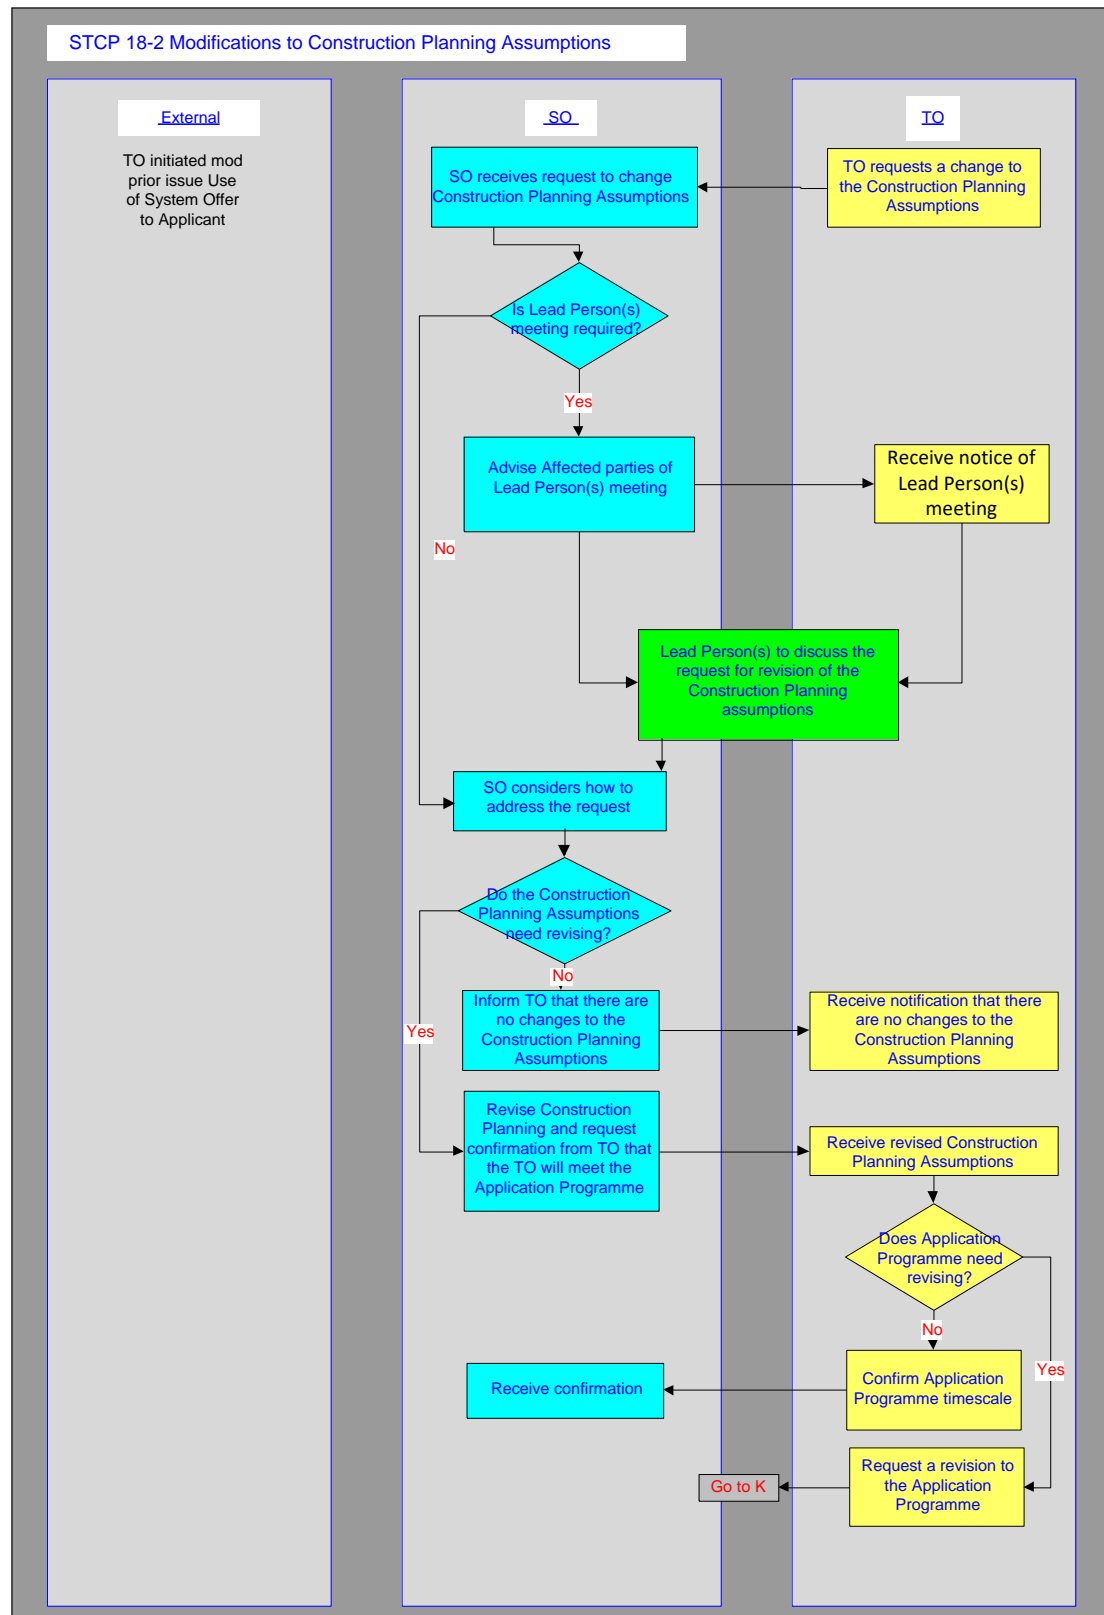 STCP 18-2 Modifications to Construction Planning Assumptions
External
SO
TO
TO initiated mod
prior issue Use
of System Offer
to Applicant
SO receives request to change
Construction Planning Assumptions
TO requests a change to
the Construction Planning
Assumptions
Is Lead Person(s)
meeting required?
Yes
Advise Affected parties of
Lead Person(s) meeting
Receive notice of
Lead Person(s)
meeting
No
Lead Person(s) to discuss the
request for revision of the
Construction Planning
assumptions
SO considers how to
address the request
Do the Construction
Planning Assumptions
need revising?
No
Yes
Inform TO that there are
no changes to the
Construction Planning
Assumptions
Receive notification that there
are no changes to the
Construction Planning
Assumptions
Revise Construction
Planning and request
confirmation from TO that
the TO will meet the
Application Programme
Receive revised Construction
Planning Assumptions
Does Application
Programme need
revising?
No
Yes
Receive confirmation
Confirm Application
Programme timescale
Go to K
Request a revision to
the Application
Programme